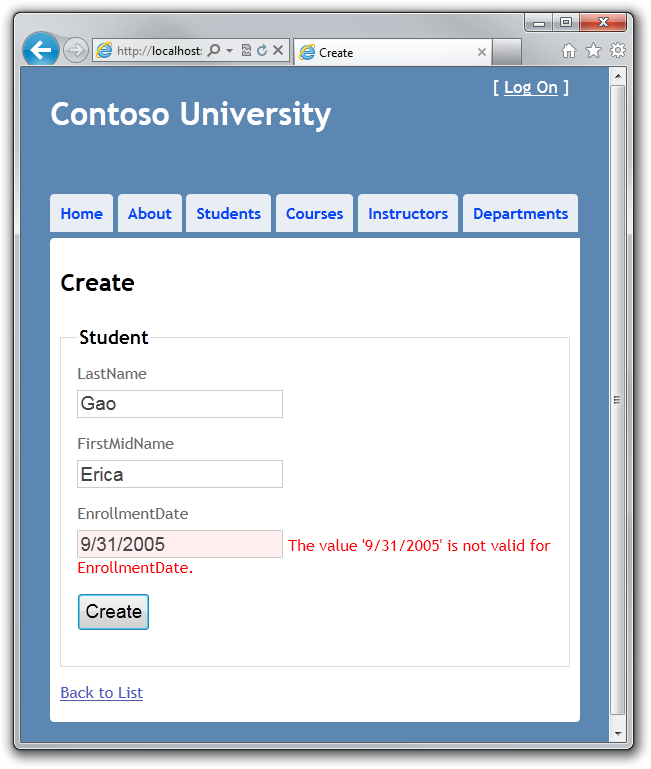 http://localhost:
Create
[ Log On ]
Contoso University
Home About Students Courses Instructors Departments
Create
Student
LastName
Gao
FirstMidName
Erica
EnrollmentDate
9/31/2005 The value '9/31/2005' is not valid for
EnrollmentDate.
Create
Back to List